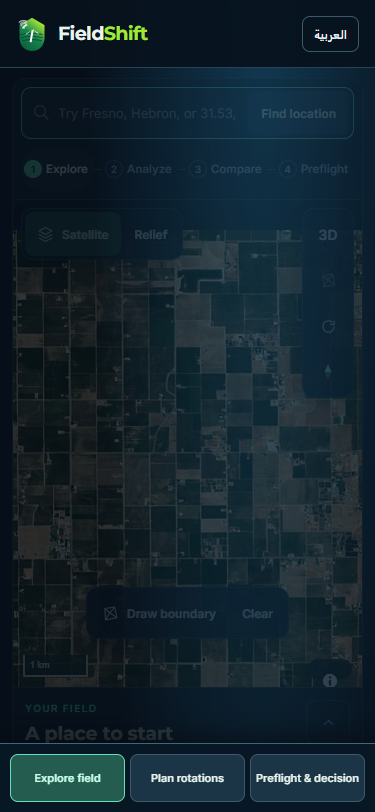 FieldShift
العربية
Try Fresno, Hebron, or 31.53,
Find location
1 Explore
2 Analyze
3 Compare
4 Preflight
Satellite
Relief
3D
Draw boundary
Clear
1 km
YOUR FIELD
A place to start
Explore field
Plan rotations
Preflight & decision